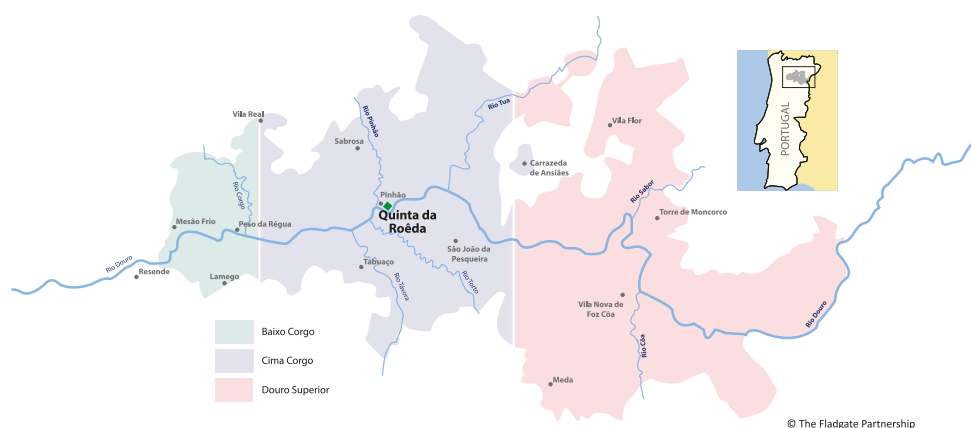 Vila Real
Rio Pinhão
Rio Tua
Sabrosa
Vila Flor
PORTUGAL
Carrazeda
de Ansiães
Rio Corgo
Pinhão
Quinta da
Roêda
Rio Sabor
Torre de Moncorco
Mesão Frio
Peso da Régua
São João da
Pesqueira
Rio Douro
Resende
Lamego
Tabuaço
Rio Távora
Rio Torto
Vila Nova de
Foz Côa
Rio Côa
Rio Douro
Meda
Baixo Corgo
Cima Corgo
Douro Superior
© The Fladgate Partnership